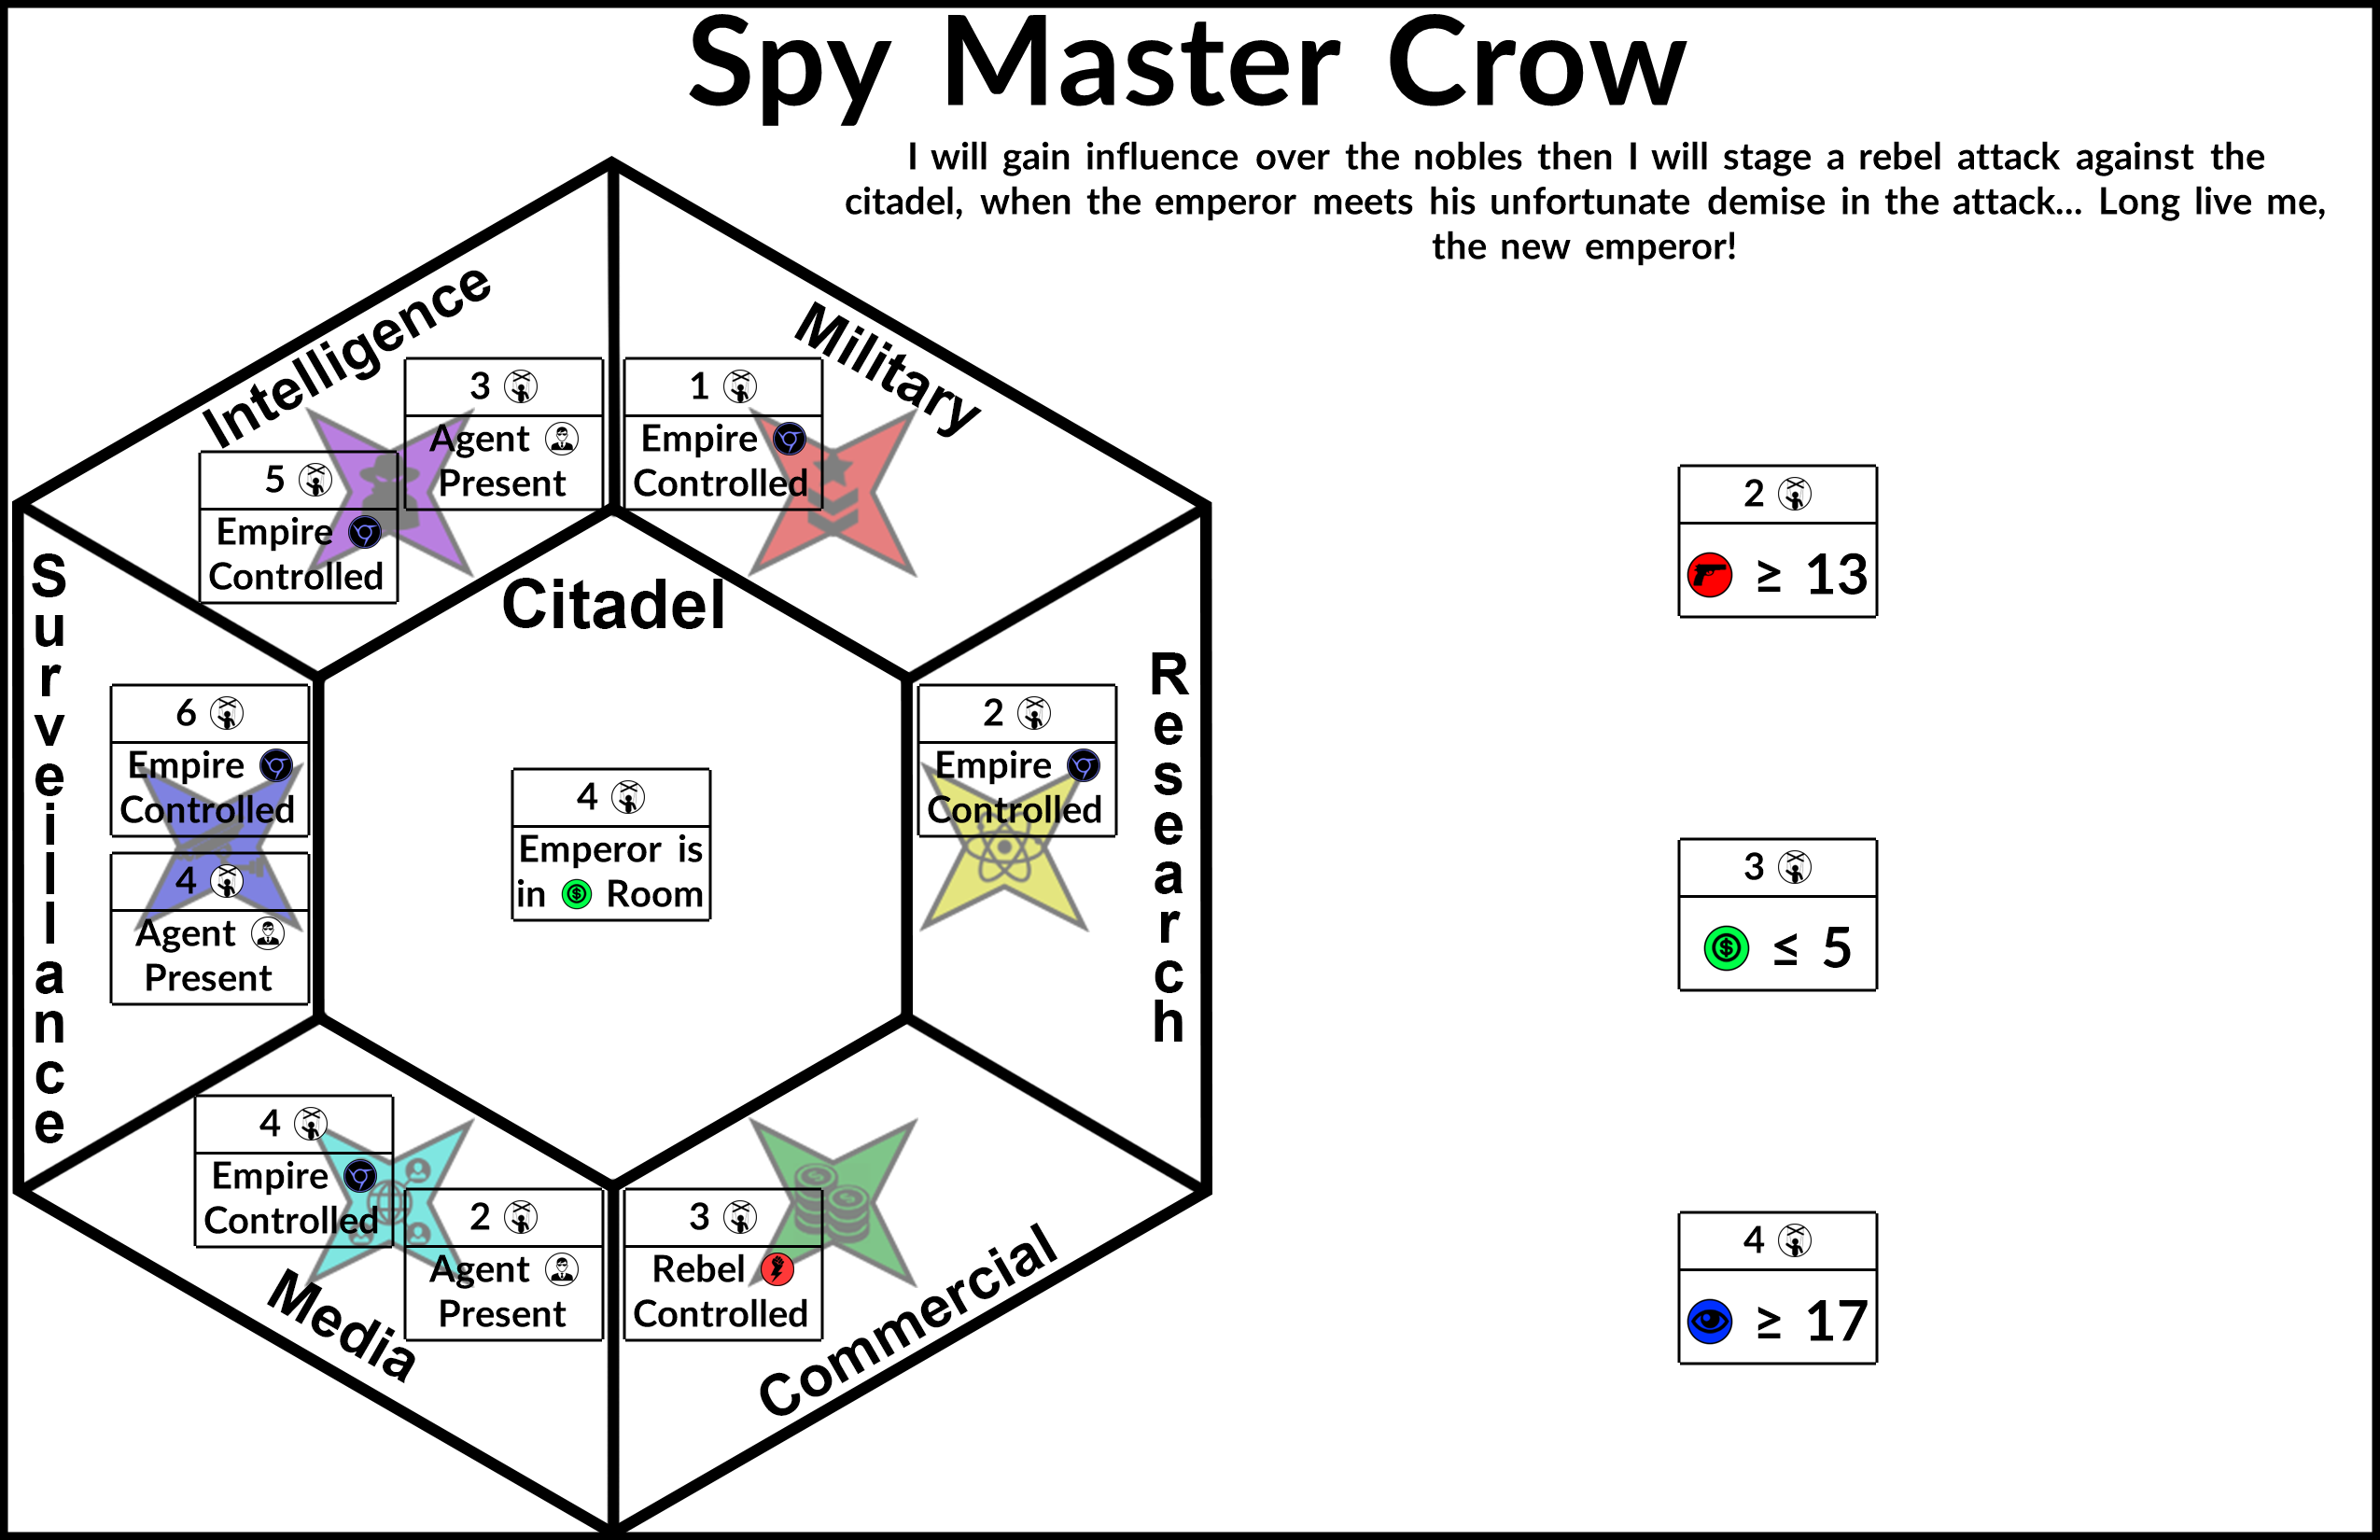 Spy Master Crow
I will gain influence over the nobles then I will stage a rebel attack against the
citadel, when the emperor meets his unfortunate demise in the attack... Long live me,
the new emperor!
Intelligence
3
Agent
Present
5
Empire
Controlled
Military
1
Empire
Controlled
Surveillance
6
Empire
Controlled
4
Agent
Present
Citadel
4
Emperor is
in $ Room
Research
2
Empire
Controlled
Media
4
Empire
Controlled
2
Agent
Present
Commercial
3
Rebel
Controlled
2
≥ 13
3
$ ≤ 5
4
≥ 17